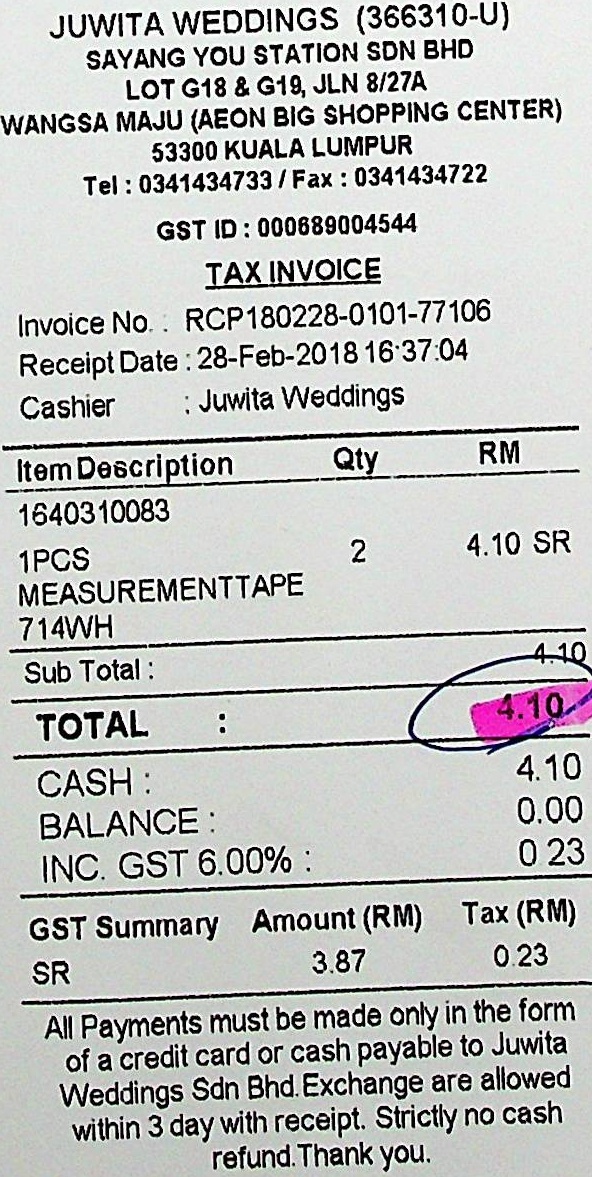 JUWITA WEDDINGS (366310-U)
SAYANG YOU STATION SDN BHD
LOT G18 & G19, JLN 8/27A
WANGSA MAJU (AEON BIG SHOPPING CENTER)
53300 KUALA LUMPUR
Tel : 0341434733 / Fax : 0341434722
GST ID : 000689004544
TAX INVOICE
Invoice No. : RCP180228-0101-77106
Receipt Date : 28-Feb-2018 16:37:04
Cashier : Juwita Weddings
Item Description Qty RM
1640310083
1PCS 2 4.10 SR
MEASUREMENTTAPE
714WH
Sub Total : 4.10
TOTAL : 4.10
CASH : 4.10
BALANCE : 0.00
INC. GST 6.00% : 0.23
GST Summary Amount (RM) Tax (RM)
SR 3.87 0.23
All Payments must be made only in the form
of a credit card or cash payable to Juwita
Weddings Sdn Bhd.Exchange are allowed
within 3 day with receipt. Strictly no cash
refund.Thank you.